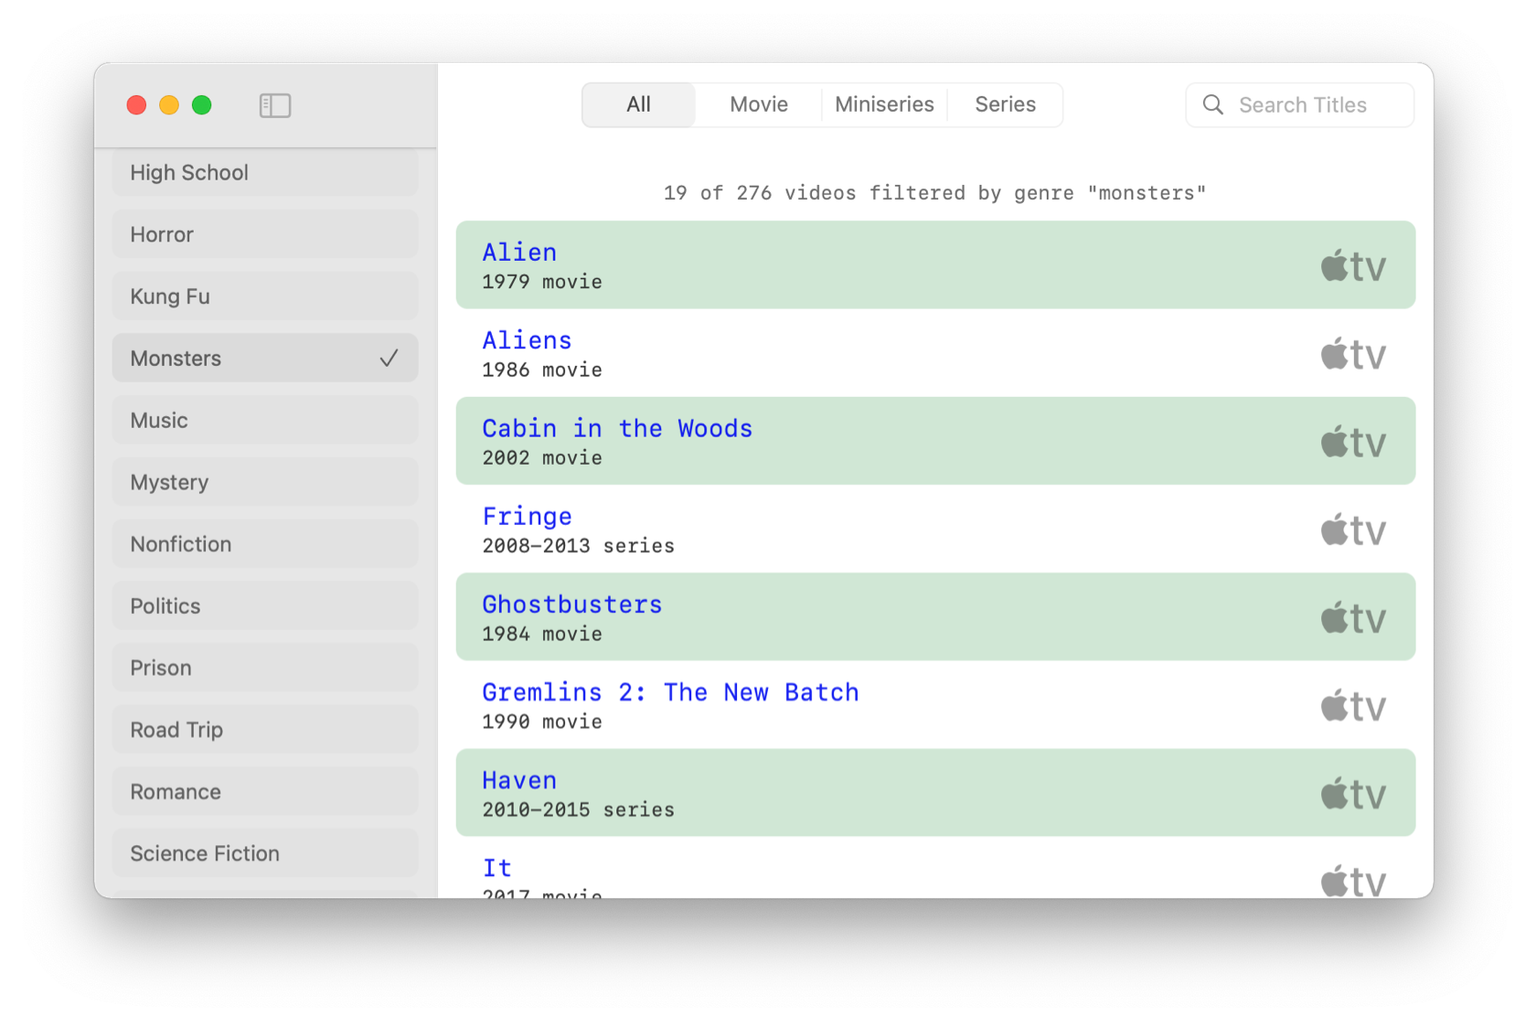 All
Movie
Miniseries
Series
Search Titles
High School
Horror
Kung Fu
Monsters
Music
Mystery
Nonfiction
Politics
Prison
Road Trip
Romance
Science Fiction
19 of 276 videos filtered by genre "monsters"
Alien
1979 movie
tv
Aliens
1986 movie
tv
Cabin in the Woods
2002 movie
tv
Fringe
2008–2013 series
tv
Ghostbusters
1984 movie
tv
Gremlins 2: The New Batch
1990 movie
tv
Haven
2010–2015 series
tv
It
2017 movie
tv